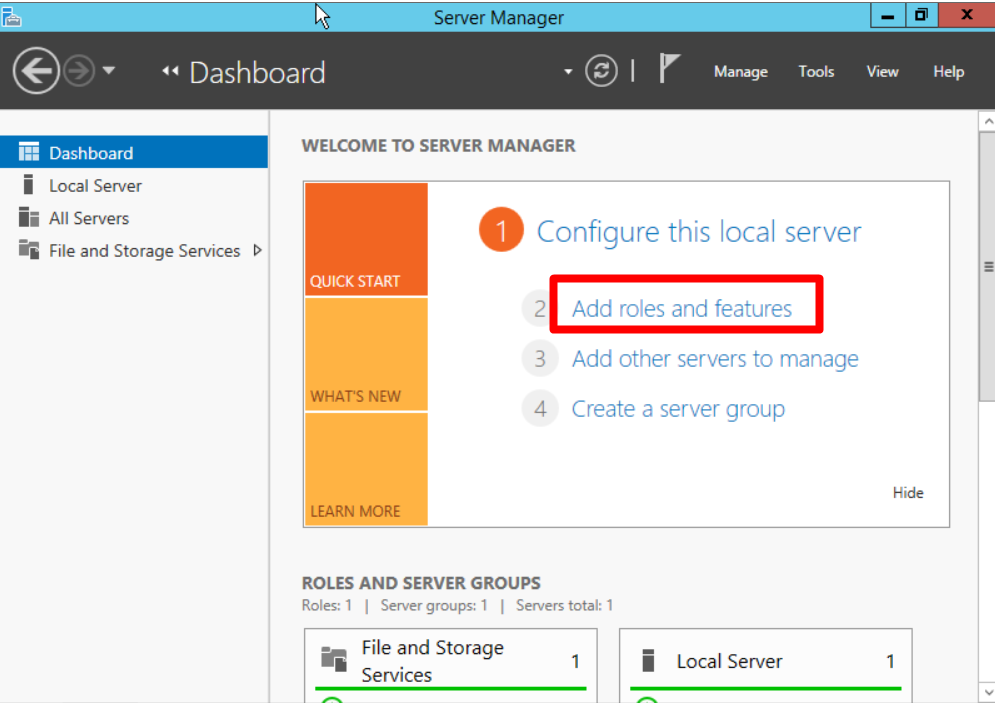 Server Manager
Dashboard
Manage Tools View Help
Dashboard
Local Server
All Servers
File and Storage Services
WELCOME TO SERVER MANAGER
QUICK START
WHAT'S NEW
LEARN MORE
1 Configure this local server
2 Add roles and features
3 Add other servers to manage
4 Create a server group
Hide
ROLES AND SERVER GROUPS
Roles: 1 | Server groups: 1 | Servers total: 1
File and Storage
Services
1
Local Server
1